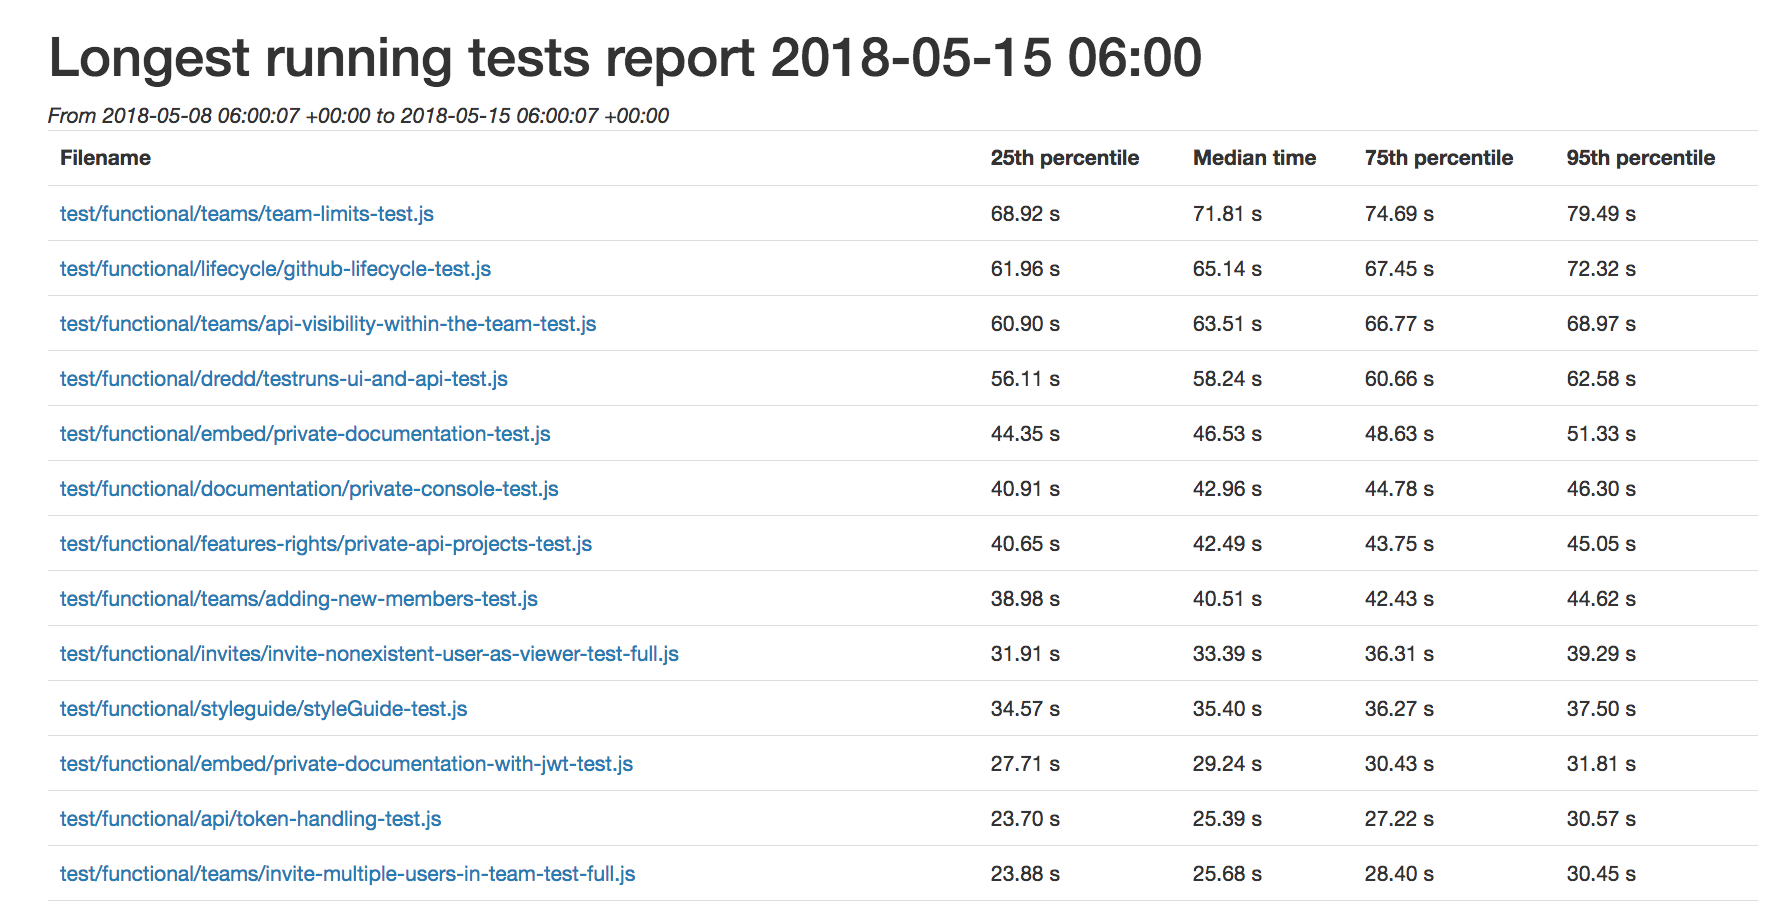 Longest running tests report 2018-05-15 06:00
From 2018-05-08 06:00:07 +00:00 to 2018-05-15 06:00:07 +00:00
Filename 25th percentile Median time 75th percentile 95th percentile
test/functional/teams/team-limits-test.js 68.92 s 71.81 s 74.69 s 79.49 s
test/functional/lifecycle/github-lifecycle-test.js 61.96 s 65.14 s 67.45 s 72.32 s
test/functional/teams/api-visibility-within-the-team-test.js 60.90 s 63.51 s 66.77 s 68.97 s
test/functional/dredd/testruns-ui-and-api-test.js 56.11 s 58.24 s 60.66 s 62.58 s
test/functional/embed/private-documentation-test.js 44.35 s 46.53 s 48.63 s 51.33 s
test/functional/documentation/private-console-test.js 40.91 s 42.96 s 44.78 s 46.30 s
test/functional/features-rights/private-api-projects-test.js 40.65 s 42.49 s 43.75 s 45.05 s
test/functional/teams/adding-new-members-test.js 38.98 s 40.51 s 42.43 s 44.62 s
test/functional/invites/invite-nonexistent-user-as-viewer-test-full.js 31.91 s 33.39 s 36.31 s 39.29 s
test/functional/styleguide/styleGuide-test.js 34.57 s 35.40 s 36.27 s 37.50 s
test/functional/embed/private-documentation-with-jwt-test.js 27.71 s 29.24 s 30.43 s 31.81 s
test/functional/api/token-handling-test.js 23.70 s 25.39 s 27.22 s 30.57 s
test/functional/teams/invite-multiple-users-in-team-test-full.js 23.88 s 25.68 s 28.40 s 30.45 s